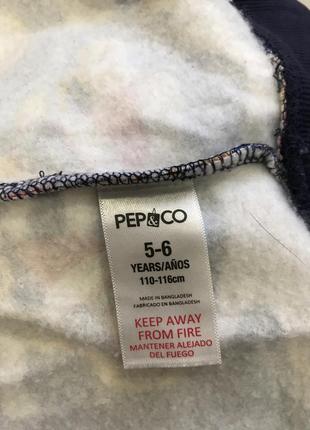 PEP&CO
5-6
YEARS/AÑOS
110-116cm
MADE IN BANGLADESH
FABRICADO EN BANGLADESH
KEEP AWAY
FROM FIRE
MANTENER ALEJADO
DEL FUEGO